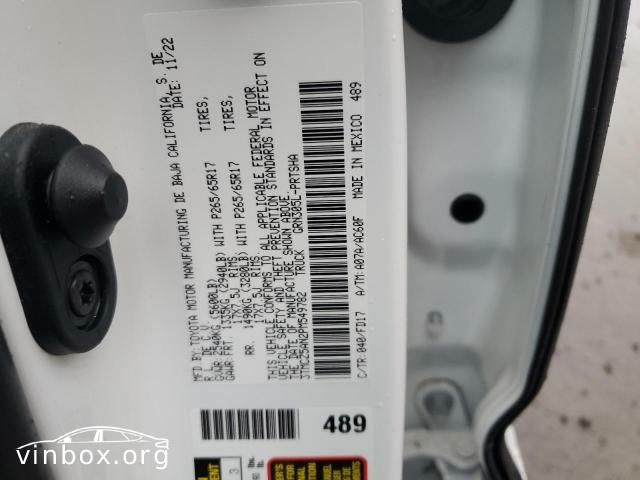 MFD BY: TOYOTA MOTOR MANUFACTURING DE BAJA CALIFORNIA, S. DE
R.L. DE C.V. DATE: 11/22
GVWR 2540KG (5600LB)
GAWR FRT. 1335KG (2940LB) WITH P265/65R17 TIRES,
17X7.5J RIMS
RR. 1490KG (3280LB) WITH P265/65R17 TIRES,
17X7.5J RIMS
THIS VEHICLE CONFORMS TO ALL APPLICABLE FEDERAL MOTOR
VEHICLE SAFETY AND THEFT PREVENTION STANDARDS IN EFFECT ON
THE DATE OF MANUFACTURE SHOWN ABOVE.
3TMCZ5AN2PM549782 TRUCK GRN305L-PRTSHA
C/TR:040/FD17 A/TM:A07A/AC60F MADE IN MEXICO 489
489
vinbox.org